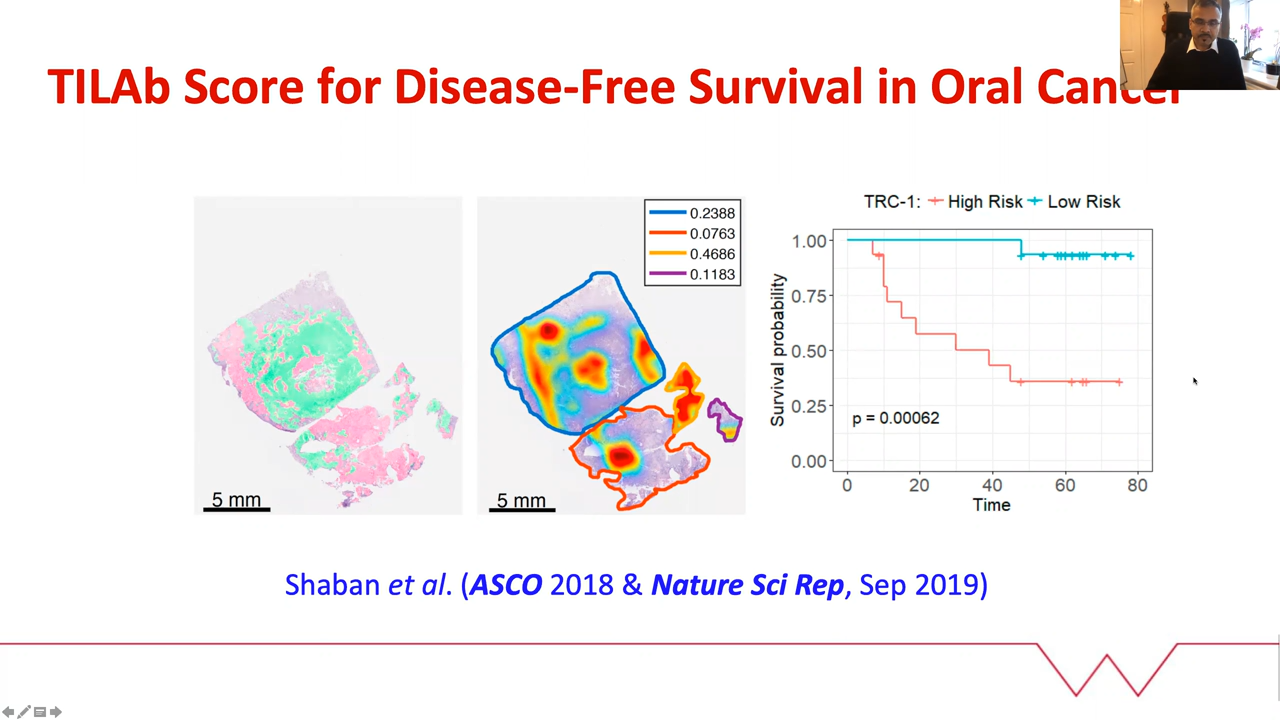 TILAb Score for Disease-Free Survival in Oral Cancer
0.2388
0.0763
0.4686
0.1183
5 mm
5 mm
TRC-1: High Risk Low Risk
Survival probability
1.00
0.75
0.50
0.25
0.00
p = 0.00062
0 20 40 60 80
Time
Shaban et al. (ASCO 2018 & Nature Sci Rep, Sep 2019)